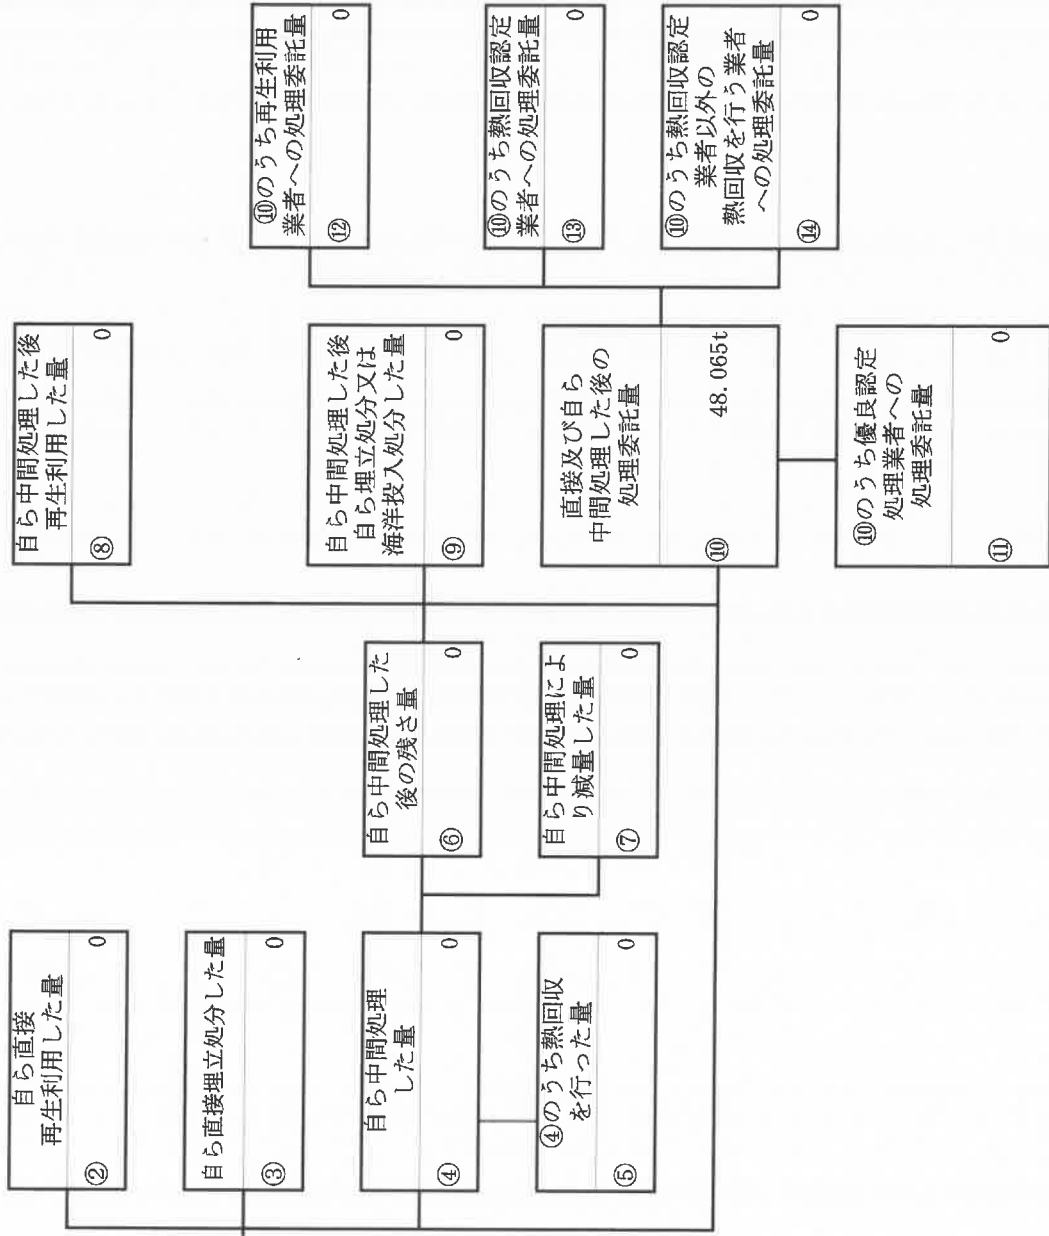 自ら直接
再生利用した量
② 0
自ら直接埋立処分した量
③ 0
自ら中間処理
した量
④ 0
④のうち熱回収
を行った量
⑤ 0
自ら中間処理した
後の残さ量
⑥ 0
自ら中間処理によ
り減量した量
⑦ 0
自ら中間処理した後
再生利用した量
⑧ 0
自ら中間処理した後
自ら埋立処分又は
海洋投入処分した量
⑨ 0
直接及び自ら
中間処理した後の
処理委託量
⑩ 48.065t
⑩のうち優良認定
処理業者への
処理委託量
⑪ 0
⑩のうち再生利用
業者への処理委託量
⑫ 0
⑩のうち熱回収認定
業者への処理委託量
⑬ 0
⑩のうち熱回収認定
業者以外の
熱回収を行う業者
への処理委託量
⑭ 0